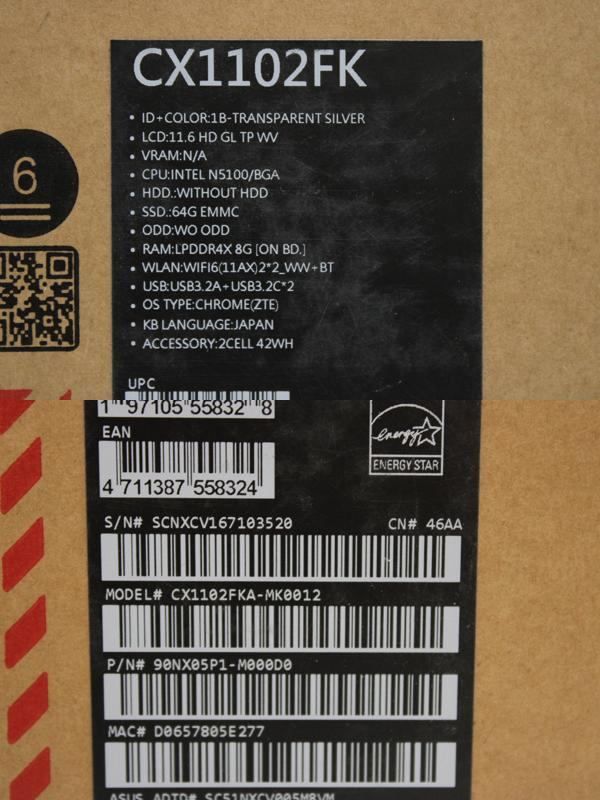 CX1102FK
6
• ID+COLOR:1B-TRANSPARENT SILVER
• LCD:11.6 HD GL TP WV
• VRAM:N/A
• CPU:INTEL N5100/BGA
• HDD.:WITHOUT HDD
• SSD.:64G EMMC
• ODD:WO ODD
• RAM:LPDDR4X 8G [ON BD.]
• WLAN:WIFI6(11AX)2*2_WW+BT
• USB:USB3.2A+USB3.2C*2
• OS TYPE:CHROME(ZTE)
• KB LANGUAGE:JAPAN
• ACCESSORY:2CELL 42WH
UPC
1 97105 55832 8
EAN
4 711387 558324
energy
ENERGY STAR
S/N# SCNXCV167103520 CN# 46AA
MODEL# CX1102FKA-MK0012
P/N# 90NX05P1-M000D0
MAC# D0657805E277
ASUS ADTD# SC51NXCV005M8VM